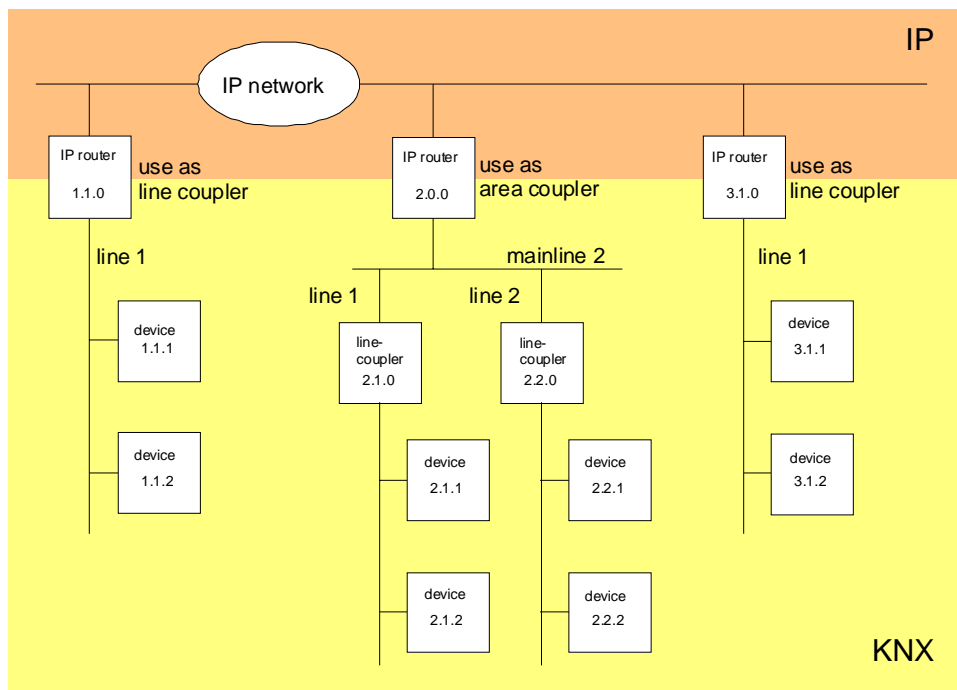 IP
IP network
IP router
1.1.0
use as
line coupler
IP router
2.0.0
use as
area coupler
IP router
3.1.0
use as
line coupler
line 1
mainline 2
line 1
line 2
line 1
device
1.1.1
line-
coupler
2.1.0
line-
coupler
2.2.0
device
3.1.1
device
1.1.2
device
2.1.1
device
2.2.1
device
3.1.2
device
2.1.2
device
2.2.2
KNX